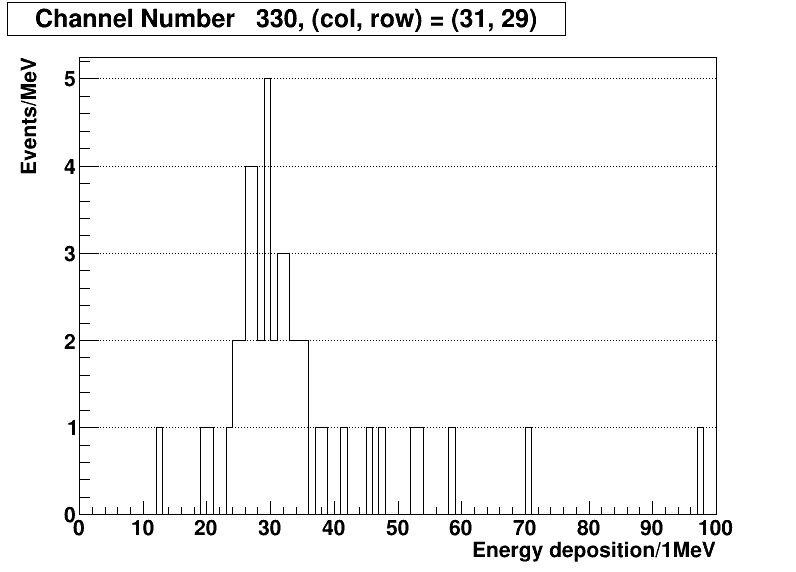 Channel Number   330, (col, row) = (31, 29)
Events/MeV
5
4
3
2
1
0
0 10 20 30 40 50 60 70 80 90 100
Energy deposition/1MeV